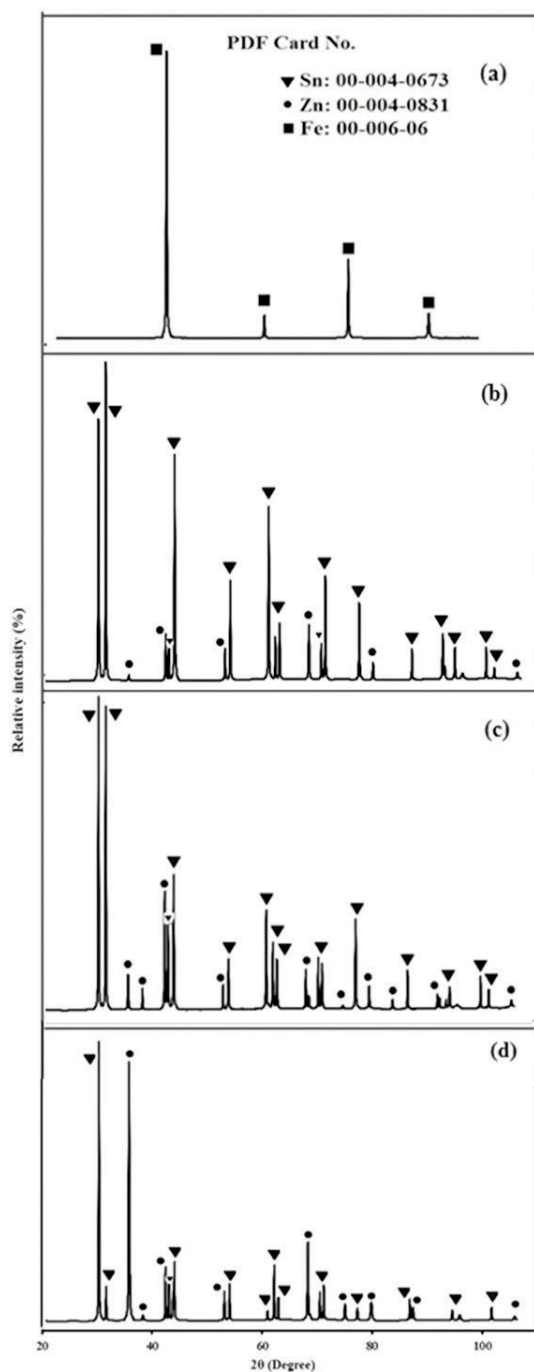 PDF Card No.
(a)
▼ Sn: 00-004-0673
● Zn: 00-004-0831
■ Fe: 00-006-06
(b)
Relative intensity (%)
(c)
(d)
20 40 60 80 100
2θ (Degree)